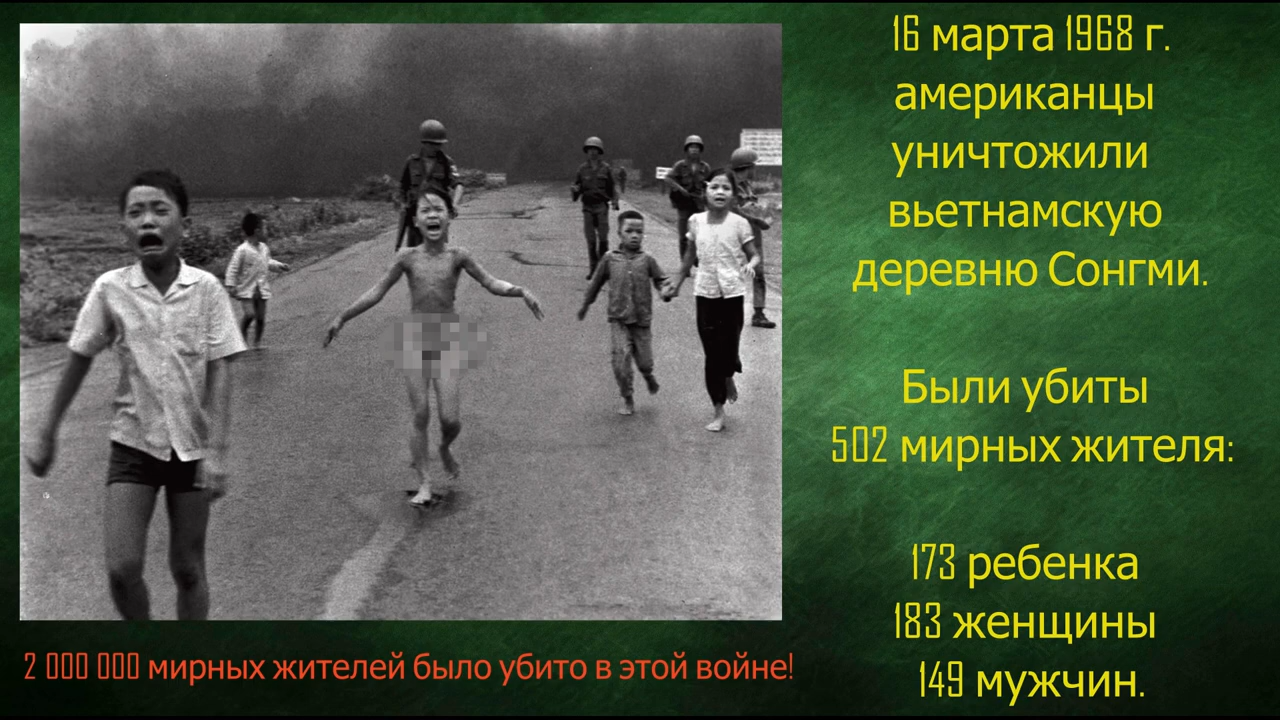 16 марта 1968 г.
американцы
уничтожили
вьетнамскую
деревню Сонгми.
Были убиты
502 мирных жителя:
173 ребенка
183 женщины
149 мужчин.
2 000 000 мирных жителей было убито в этой войне!